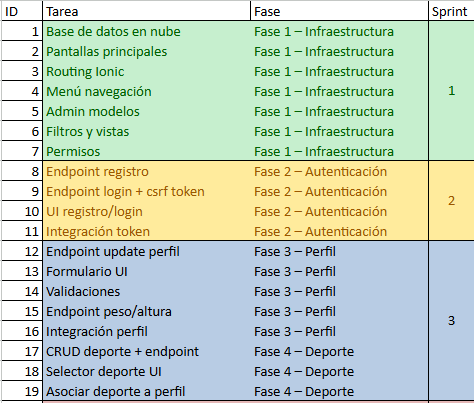 ID Tarea Fase Sprint
1 Base de datos en nube Fase 1 – Infraestructura
2 Pantallas principales Fase 1 – Infraestructura
3 Routing Ionic Fase 1 – Infraestructura
4 Menú navegación Fase 1 – Infraestructura 1
5 Admin modelos Fase 1 – Infraestructura
6 Filtros y vistas Fase 1 – Infraestructura
7 Permisos Fase 1 – Infraestructura
8 Endpoint registro Fase 2 – Autenticación
9 Endpoint login + csrf token Fase 2 – Autenticación 2
10 UI registro/login Fase 2 – Autenticación
11 Integración token Fase 2 – Autenticación
12 Endpoint update perfil Fase 3 – Perfil
13 Formulario UI Fase 3 – Perfil
14 Validaciones Fase 3 – Perfil
15 Endpoint peso/altura Fase 3 – Perfil 3
16 Integración perfil Fase 3 – Perfil
17 CRUD deporte + endpoint Fase 4 – Deporte
18 Selector deporte UI Fase 4 – Deporte
19 Asociar deporte a perfil Fase 4 – Deporte